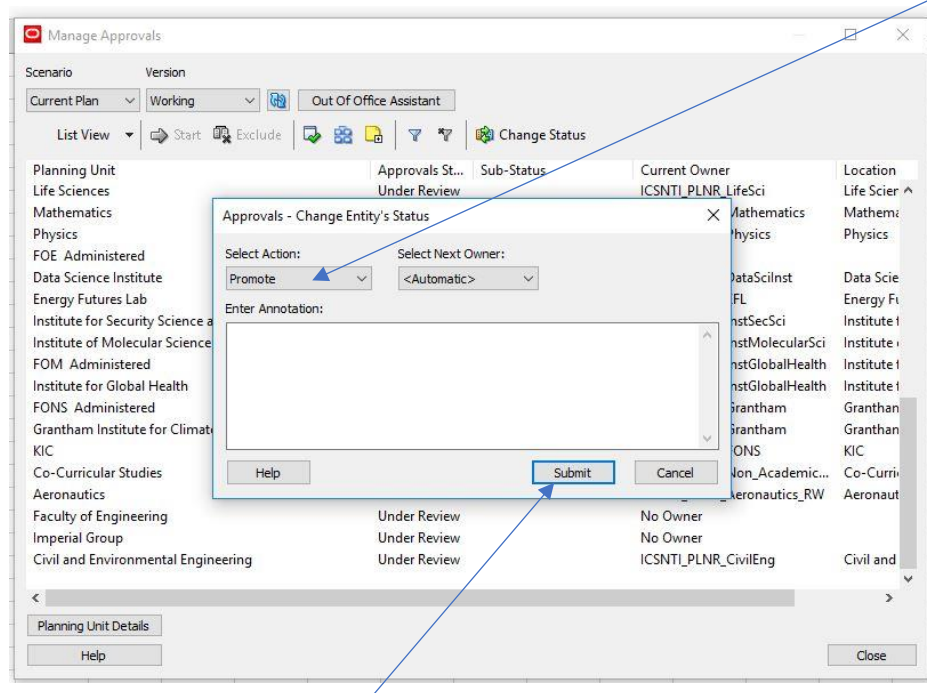 Manage Approvals
Scenario Version
Current Plan Working Out Of Office Assistant
List View Start Exclude Change Status
Planning Unit Approvals St... Sub-Status Current Owner Location
Life Sciences Under Review ICSNTI_PLNR_LifeSci Life Scier
Mathematics Mathematics Mathema
Physics Physics Physics
FOE Administered
Data Science Institute DataSciInst Data Scie
Energy Futures Lab EFL Energy Fu
Institute for Security Science a nstSecSci Institute f
Institute of Molecular Science nstMolecularSci Institute
FOM Administered nstGlobalHealth Institute f
Institute for Global Health nstGlobalHealth Institute f
FONS Administered Grantham Granthan
Grantham Institute for Climat Grantham Granthan
KIC FONS KIC
Co-Curricular Studies Non_Academic... Co-Curri
Aeronautics Aeronautics_RW Aeronaut
Faculty of Engineering Under Review No Owner
Imperial Group Under Review No Owner
Civil and Environmental Engineering Under Review ICSNTI_PLNR_CivilEng Civil and
Approvals - Change Entity's Status
Select Action: Select Next Owner:
Promote <Automatic>
Enter Annotation:
Help Submit Cancel
Planning Unit Details
Help Close